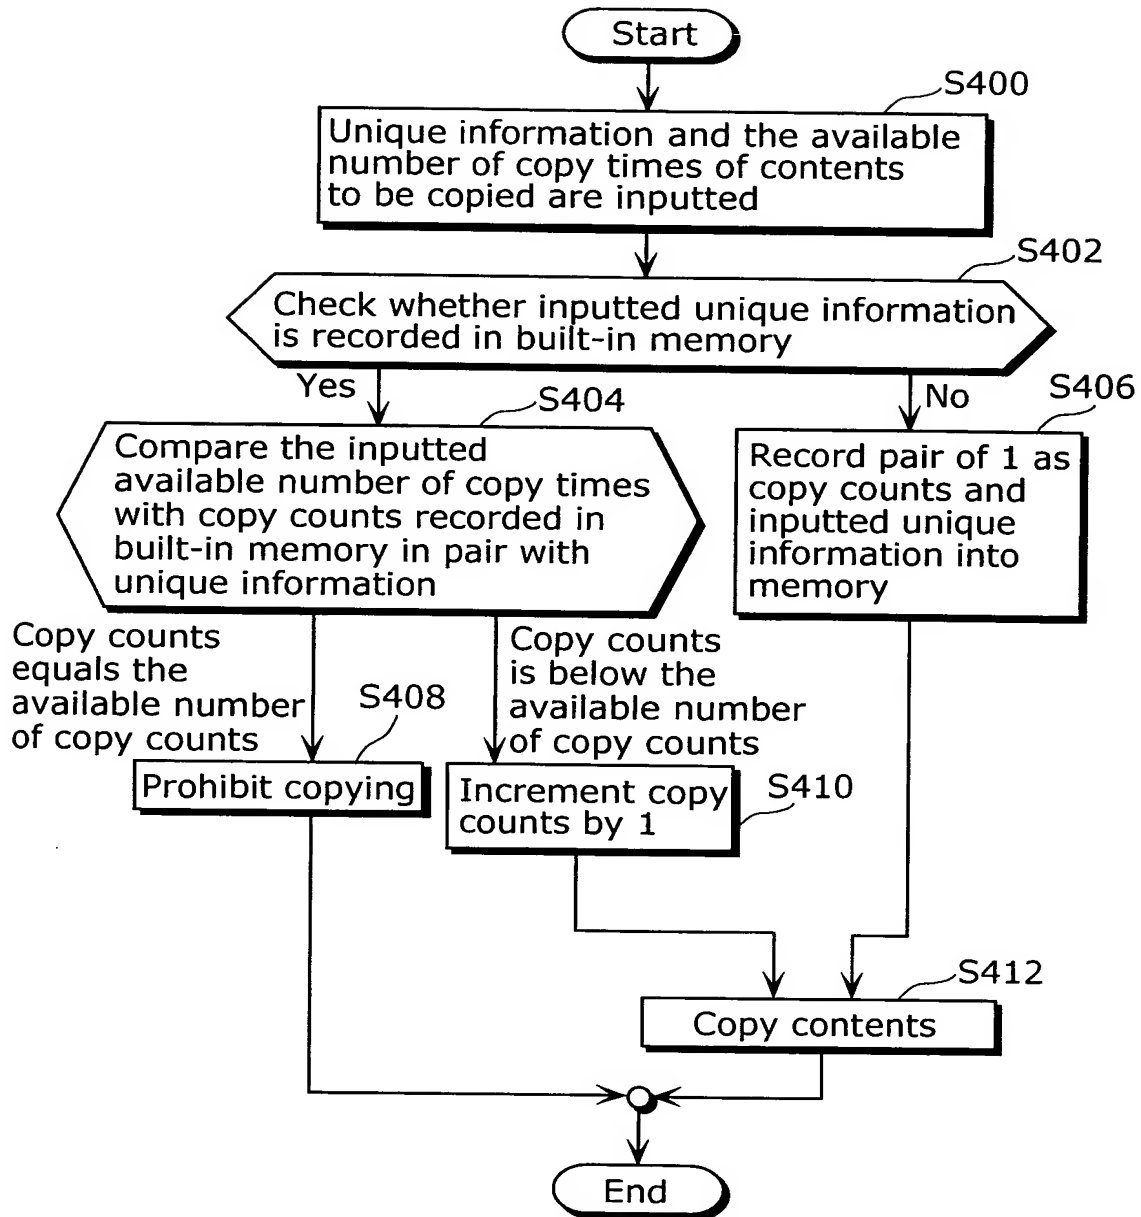 Start
S400
Unique information and the available
number of copy times of contents
to be copied are inputted
S402
Check whether inputted unique information
is recorded in built-in memory
Yes
No
S404
S406
Compare the inputted
available number of copy times
with copy counts recorded in
built-in memory in pair with
unique information
Record pair of 1 as
copy counts and
inputted unique
information into
memory
Copy counts
equals the
available number
of copy counts
Copy counts
is below the
available number
of copy counts
S408
Prohibit copying
S410
Increment copy
counts by 1
S412
Copy contents
End